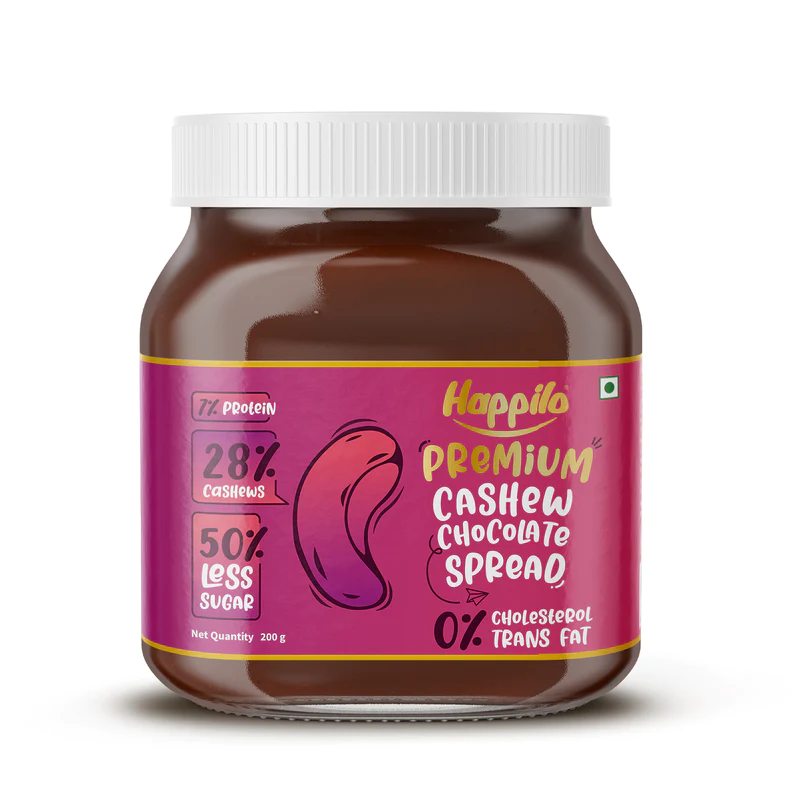 7% PROTEIN
28%
CASHEWS
50%
LESS
SUGAR
Net Quantity 200 g
Happilo
PREMIUM
CASHEW
CHOCOLATE
SPREAD
0% CHOLESTEROL
TRANS FAT